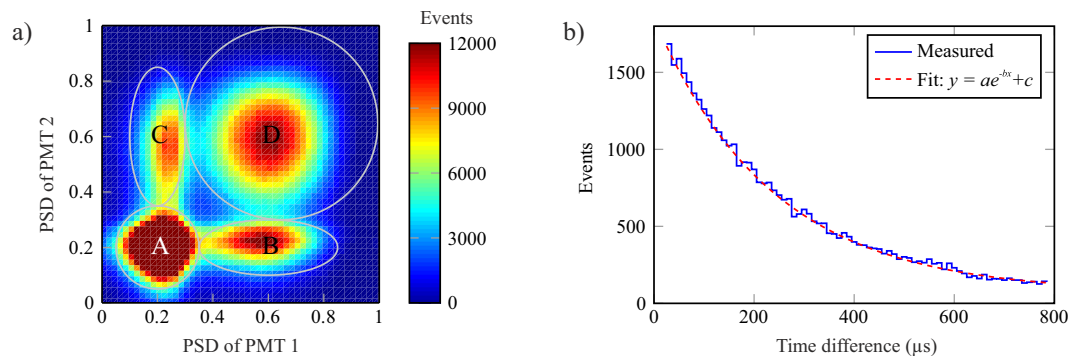 a)
Events
PSD of PMT 2
1
0.8
0.6
0.4
0.2
0
0 0.2 0.4 0.6 0.8 1
PSD of PMT 1
C
D
A
B
12000
9000
6000
3000
0
b)
Events
1500
1000
500
0
0 200 400 600 800
Time difference (µs)
Measured
Fit: y = ae^-bx+c